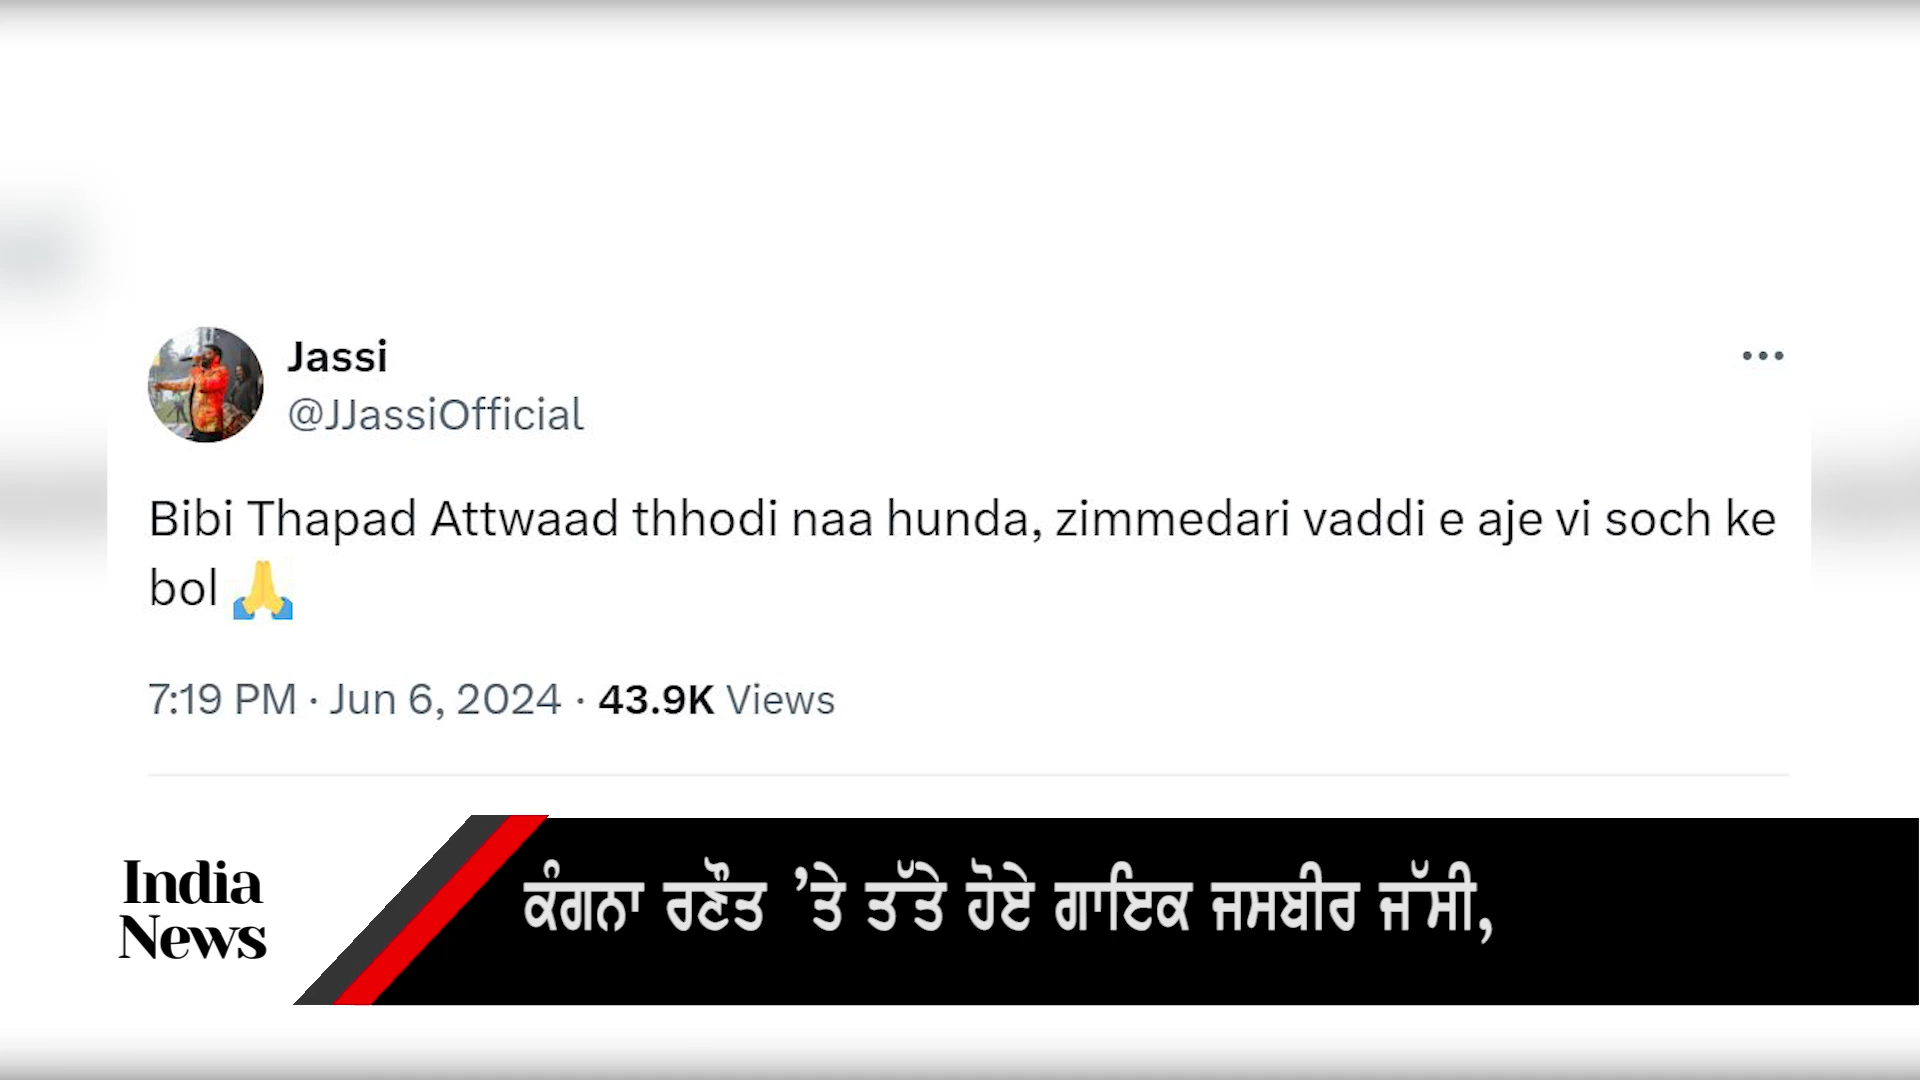 Jassi
@JJassiOfficial
Bibi Thapad Attwaad thhodi naa hunda, zimmedari vaddi e aje vi soch ke
bol 🙏
7:19 PM · Jun 6, 2024 · 43.9K Views
India
News
ਕੰਗਨਾ ਰਣੌਤ ’ਤੇ ਤੱਤੇ ਹੋਏ ਗਾਇਕ ਜਸਬੀਰ ਜੱਸੀ,